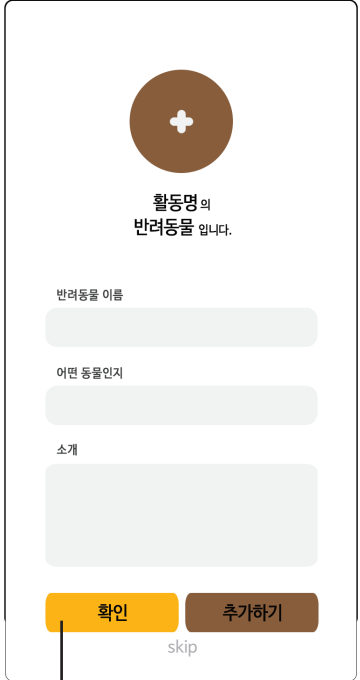 활동명 의
반려동물 입니다.
반려동물 이름
어떤 동물인지
소개
확인
추가하기
skip